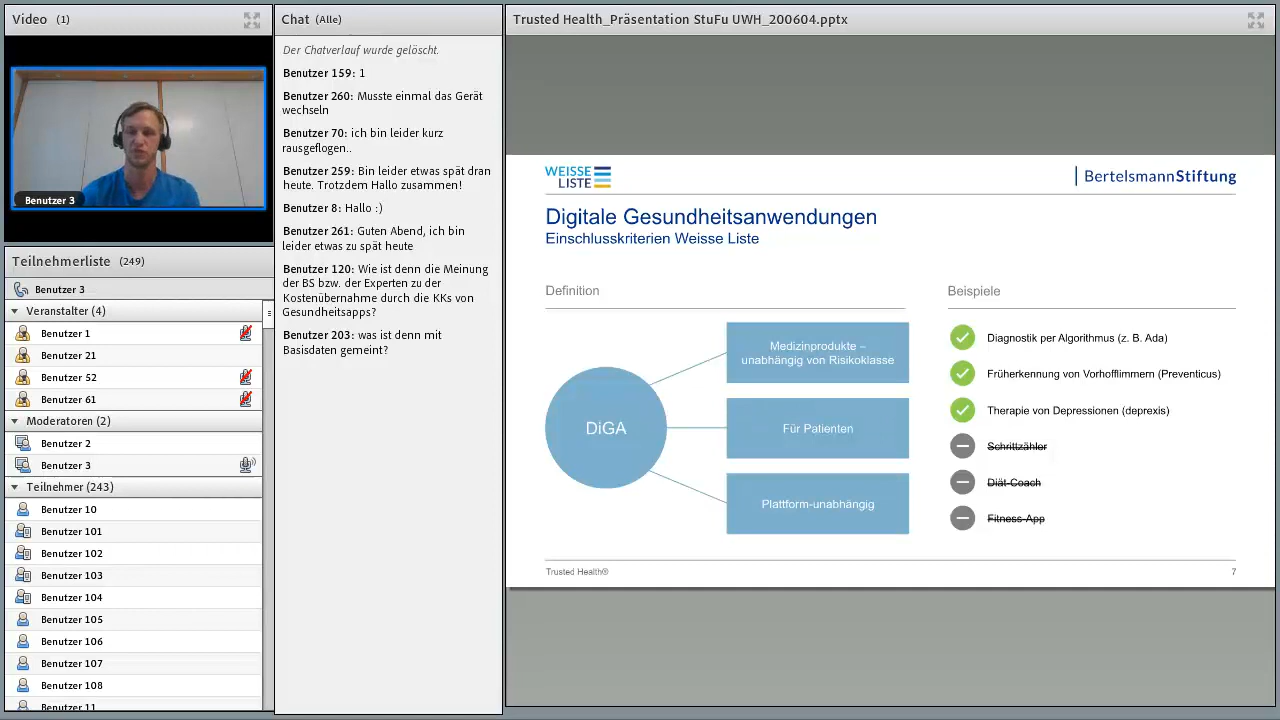 Video (1)
Benutzer 3
Teilnehmerliste (249)
Benutzer 3
Veranstalter (4)
Benutzer 1
Benutzer 21
Benutzer 52
Benutzer 61
Moderatoren (2)
Benutzer 2
Benutzer 3
Teilnehmer (243)
Benutzer 10
Benutzer 101
Benutzer 102
Benutzer 103
Benutzer 104
Benutzer 105
Benutzer 106
Benutzer 107
Benutzer 108
Benutzer 11
Chat (Alle)
Der Chatverlauf wurde gelöscht.
Benutzer 159: 1
Benutzer 260: Musste einmal das Gerät
wechseln
Benutzer 70: ich bin leider kurz
rausgeflogen..
Benutzer 259: Bin leider etwas spät dran
heute. Trotzdem Hallo zusammen!
Benutzer 8: Hallo :)
Benutzer 261: Guten Abend, ich bin
leider etwas zu spät heute
Benutzer 120: Wie ist denn die Meinung
der BS bzw. der Experten zu der
Kostenübernahme durch die KKs von
Gesundheitsapps?
Benutzer 203: was ist denn mit
Basisdaten gemeint?
Trusted Health_Präsentation StuFu UWH_200604.pptx
WEISSE
LISTE
BertelsmannStiftung
Digitale Gesundheitsanwendungen
Einschlusskriterien Weisse Liste
Definition
DiGA
Medizinprodukte –
unabhängig von Risikoklasse
Für Patienten
Plattform-unabhängig
Beispiele
Diagnostik per Algorithmus (z. B. Ada)
Früherkennung von Vorhofflimmern (Preventicus)
Therapie von Depressionen (deprexis)
Schrittzähler
Diät-Coach
Fitness-App
Trusted Health®
7